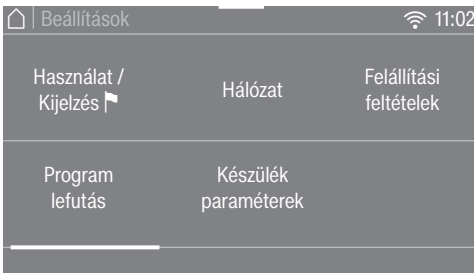 Beállítások 11:02
Használat /
Kijelzés
Hálózat
Felállítási
feltételek
Program
lefutás
Készülék
paraméterek